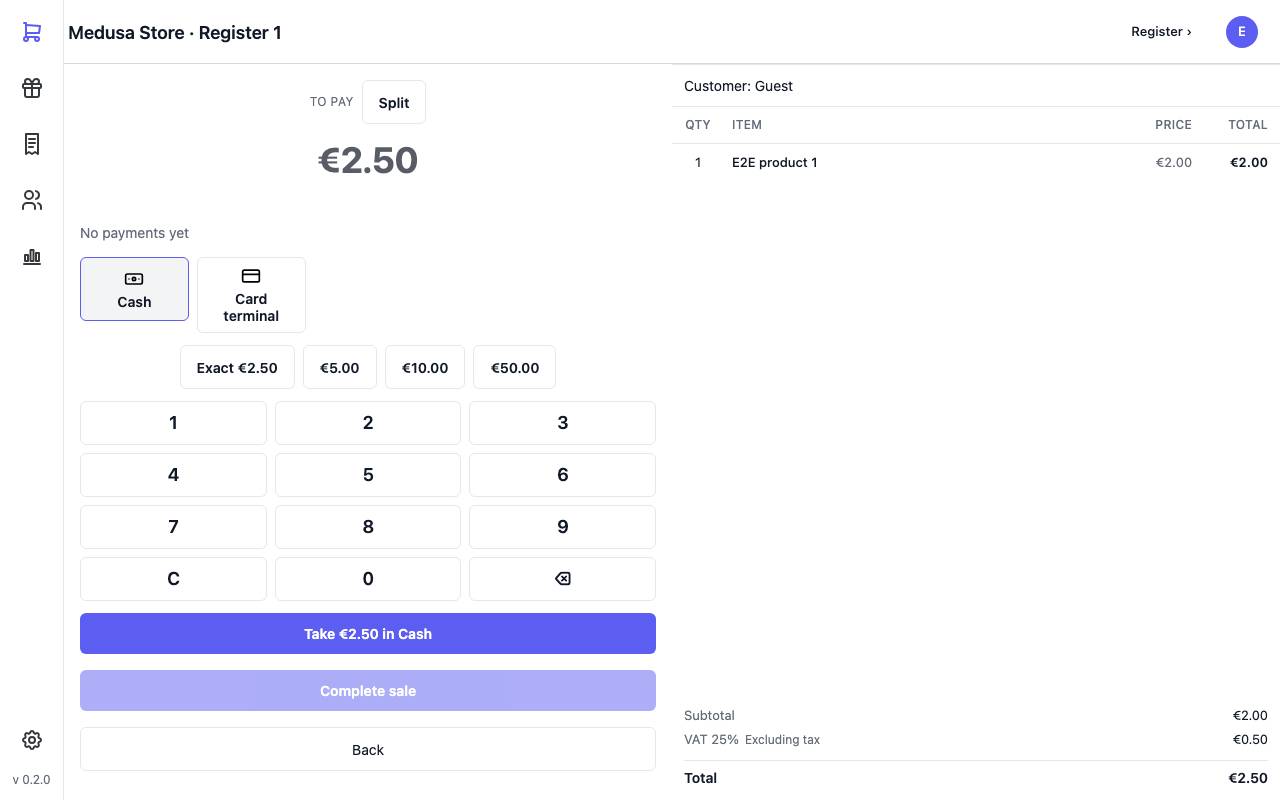 Medusa Store · Register 1
Register ›
E
TO PAY
Split
€2.50
No payments yet
Cash
Card
terminal
Exact €2.50
€5.00
€10.00
€50.00
1
2
3
4
5
6
7
8
9
C
0
Take €2.50 in Cash
Complete sale
Back
Customer: Guest
QTY ITEM PRICE TOTAL
1 E2E product 1 €2.00 €2.00
Subtotal €2.00
VAT 25% Excluding tax €0.50
Total €2.50
v 0.2.0